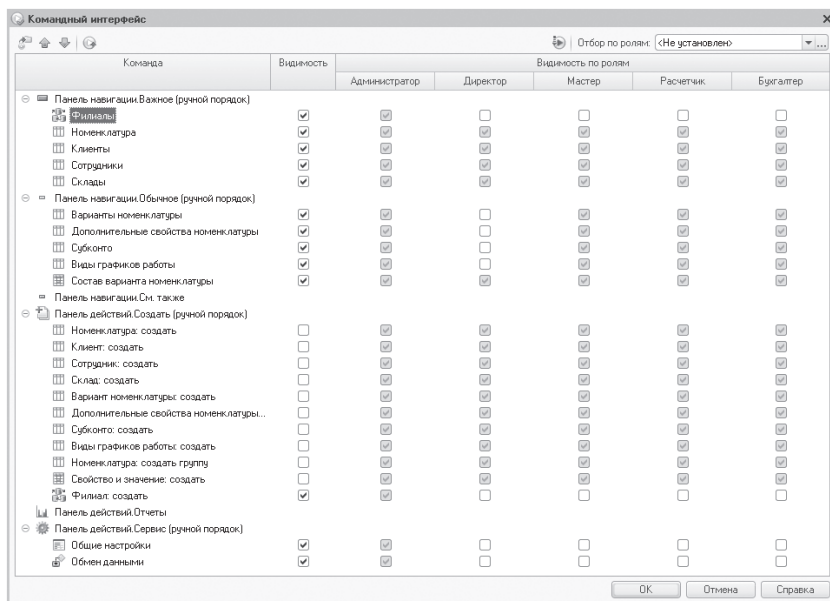 Командный интерфейс
Отбор по ролям: <Не установлен>
Команда Видимость Видимость по ролям
Администратор Директор Мастер Расчетчик Бухгалтер
Панель навигации.Важное (ручной порядок)
Филиалы
Номенклатура
Клиенты
Сотрудники
Склады
Панель навигации.Обычное (ручной порядок)
Варианты номенклатуры
Дополнительные свойства номенклатуры
Субконто
Виды графиков работы
Состав варианта номенклатуры
Панель навигации.См. также
Панель действий.Создать (ручной порядок)
Номенклатура: создать
Клиент: создать
Сотрудник: создать
Склад: создать
Вариант номенклатуры: создать
Дополнительные свойства номенклатуры...
Субконто: создать
Виды графиков работы: создать
Номенклатура: создать группу
Свойство и значение: создать
Филиал: создать
Панель действий.Отчеты
Панель действий.Сервис (ручной порядок)
Общие настройки
Обмен данными
OK Отмена Справка